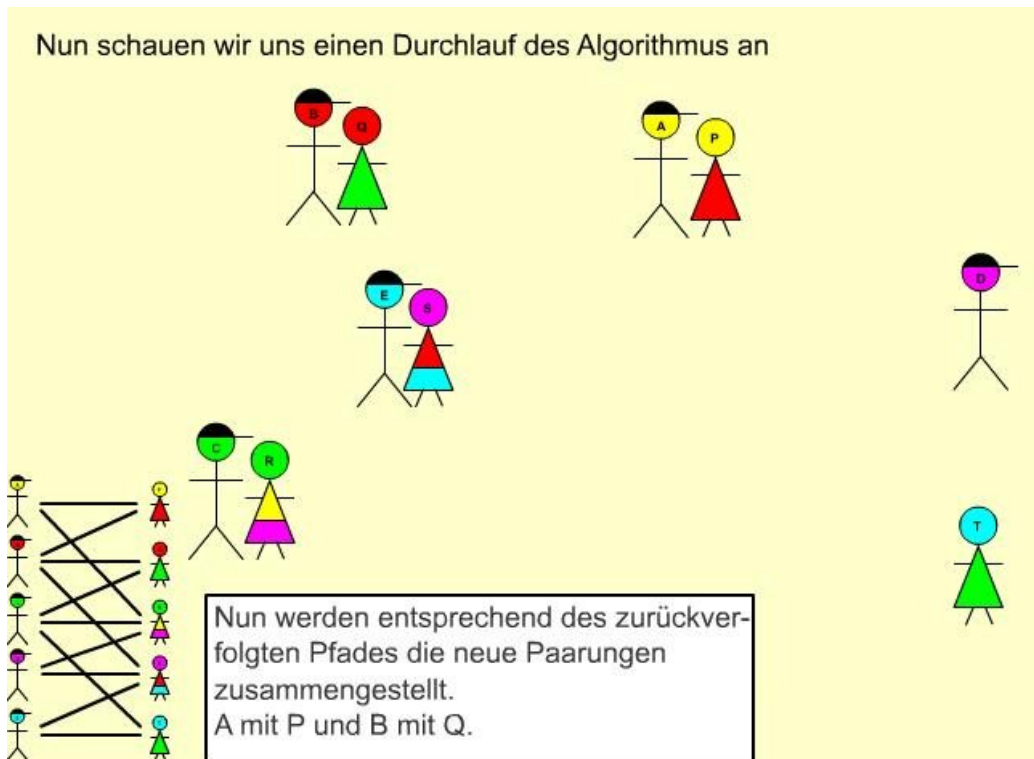 Nun schauen wir uns einen Durchlauf des Algorithmus an
B Q
A P
E S
D
C R
T
Nun werden entsprechend des zurückver-
folgten Pfades die neue Paarungen
zusammengestellt.
A mit P und B mit Q.